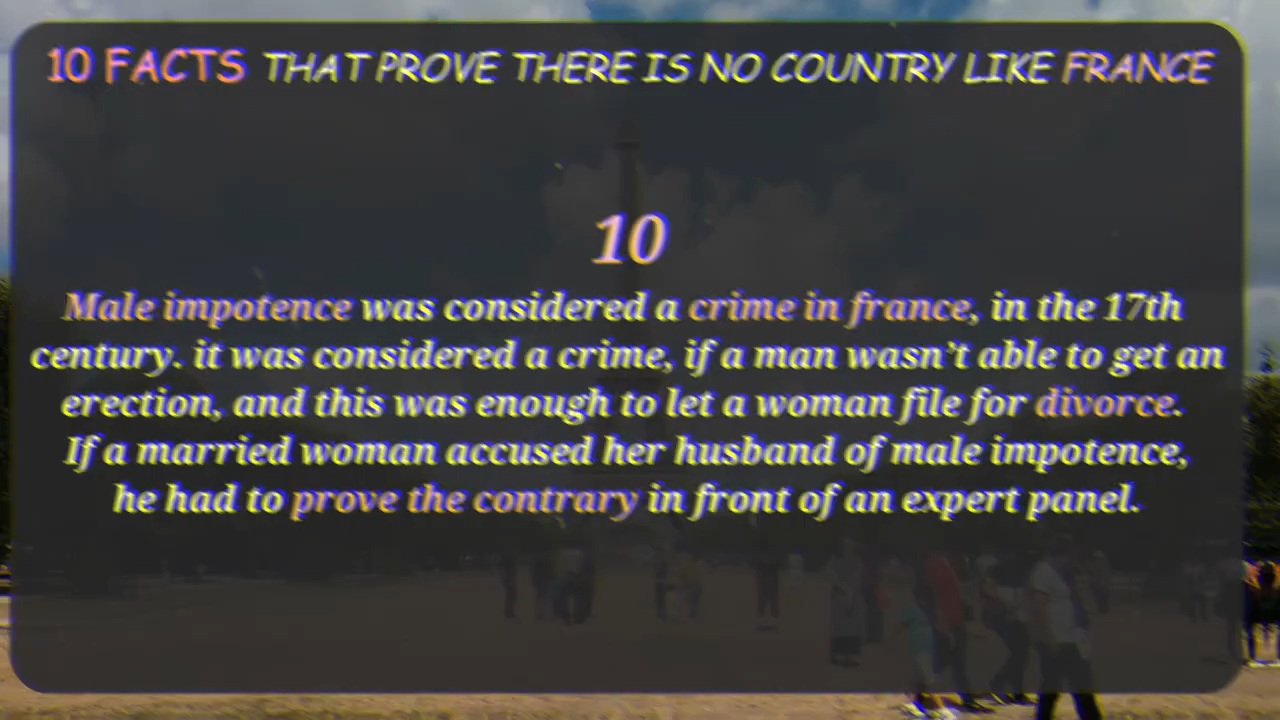 10 FACTS THAT PROVE THERE IS NO COUNTRY LIKE FRANCE
10
Male impotence was considered a crime in france, in the 17th
century. it was considered a crime, if a man wasn't able to get an
erection, and this was enough to let a woman file for divorce.
If a married woman accused her husband of male impotence,
he had to prove the contrary in front of an expert panel.